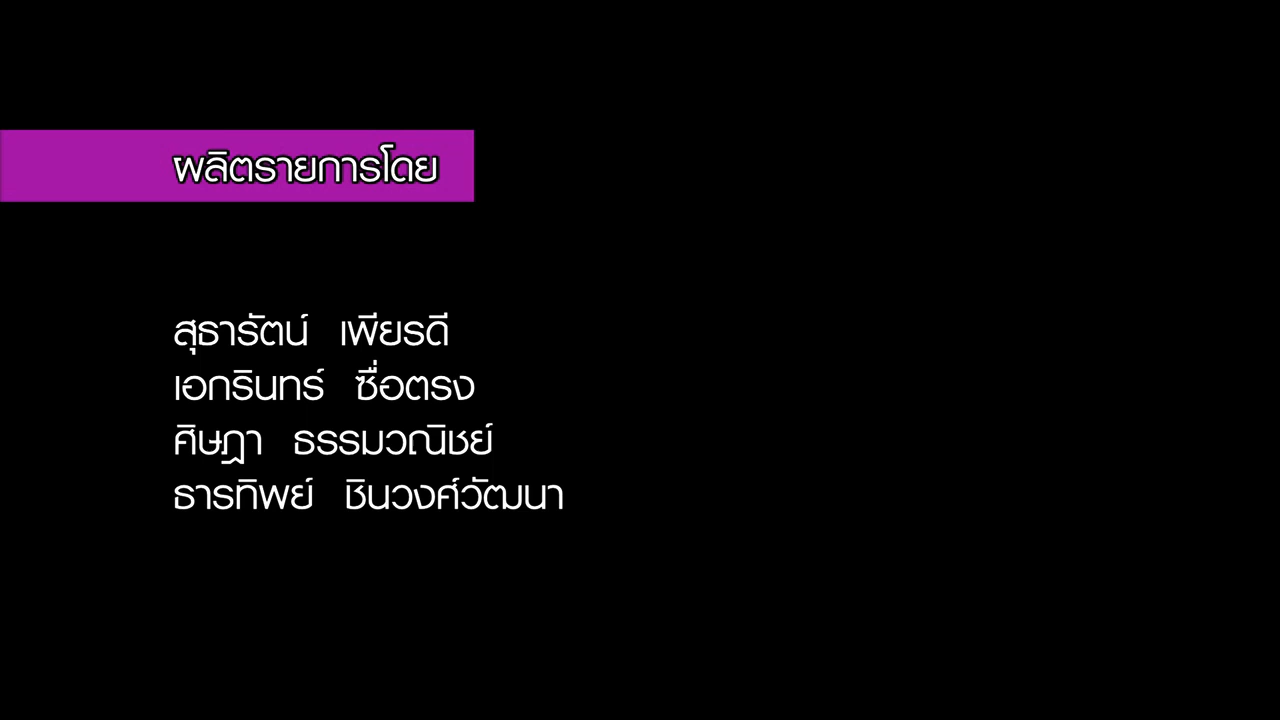 ผลิตรายการโดย
สุธารัตน์ เพียรดี
เอกรินทร์ ซื่อตรง
ศิษฎา ธรรมวณิชย์
ธารทิพย์ ชินวงศ์วัฒนา